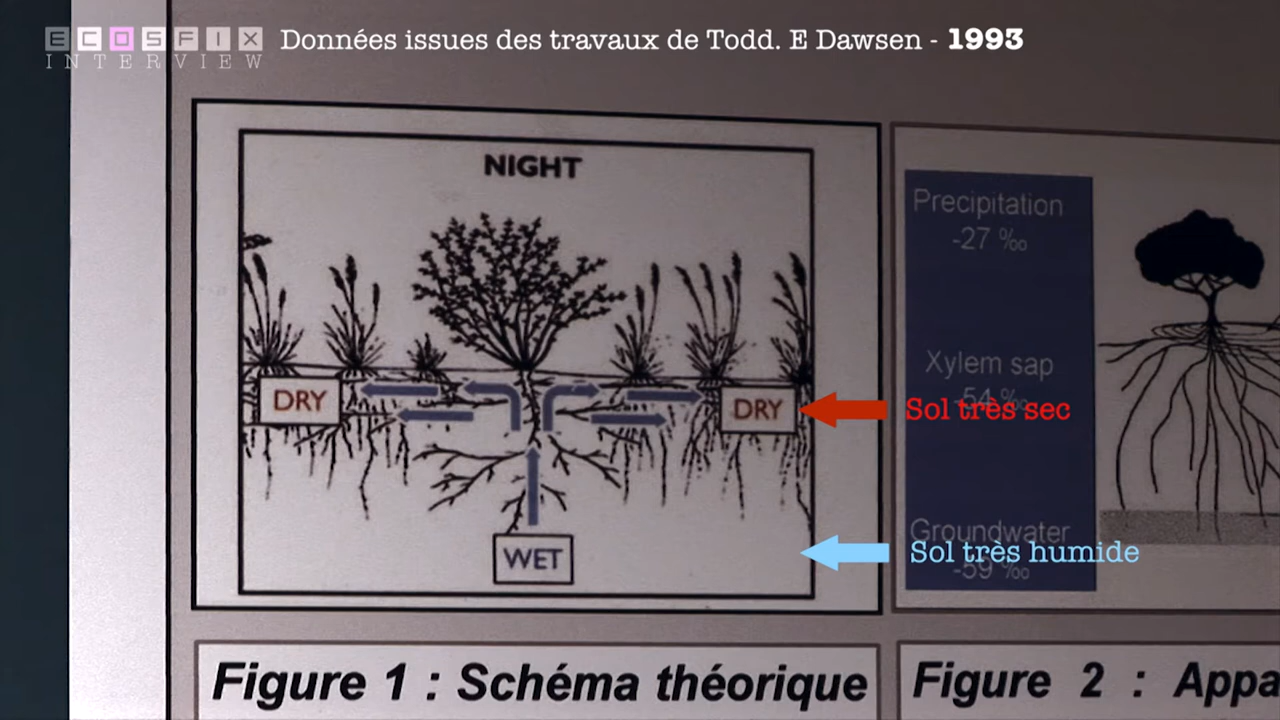 ECOSFIX
INTERVIEW
Données issues des travaux de Todd. E Dawsen - 1993
NIGHT
DRY
DRY
WET
Sol très sec
Sol très humide
Precipitation
-27 ‰
Xylem sap
-54 ‰
Groundwater
-59 ‰
Figure 1 : Schéma théorique
Figure 2 : Appa